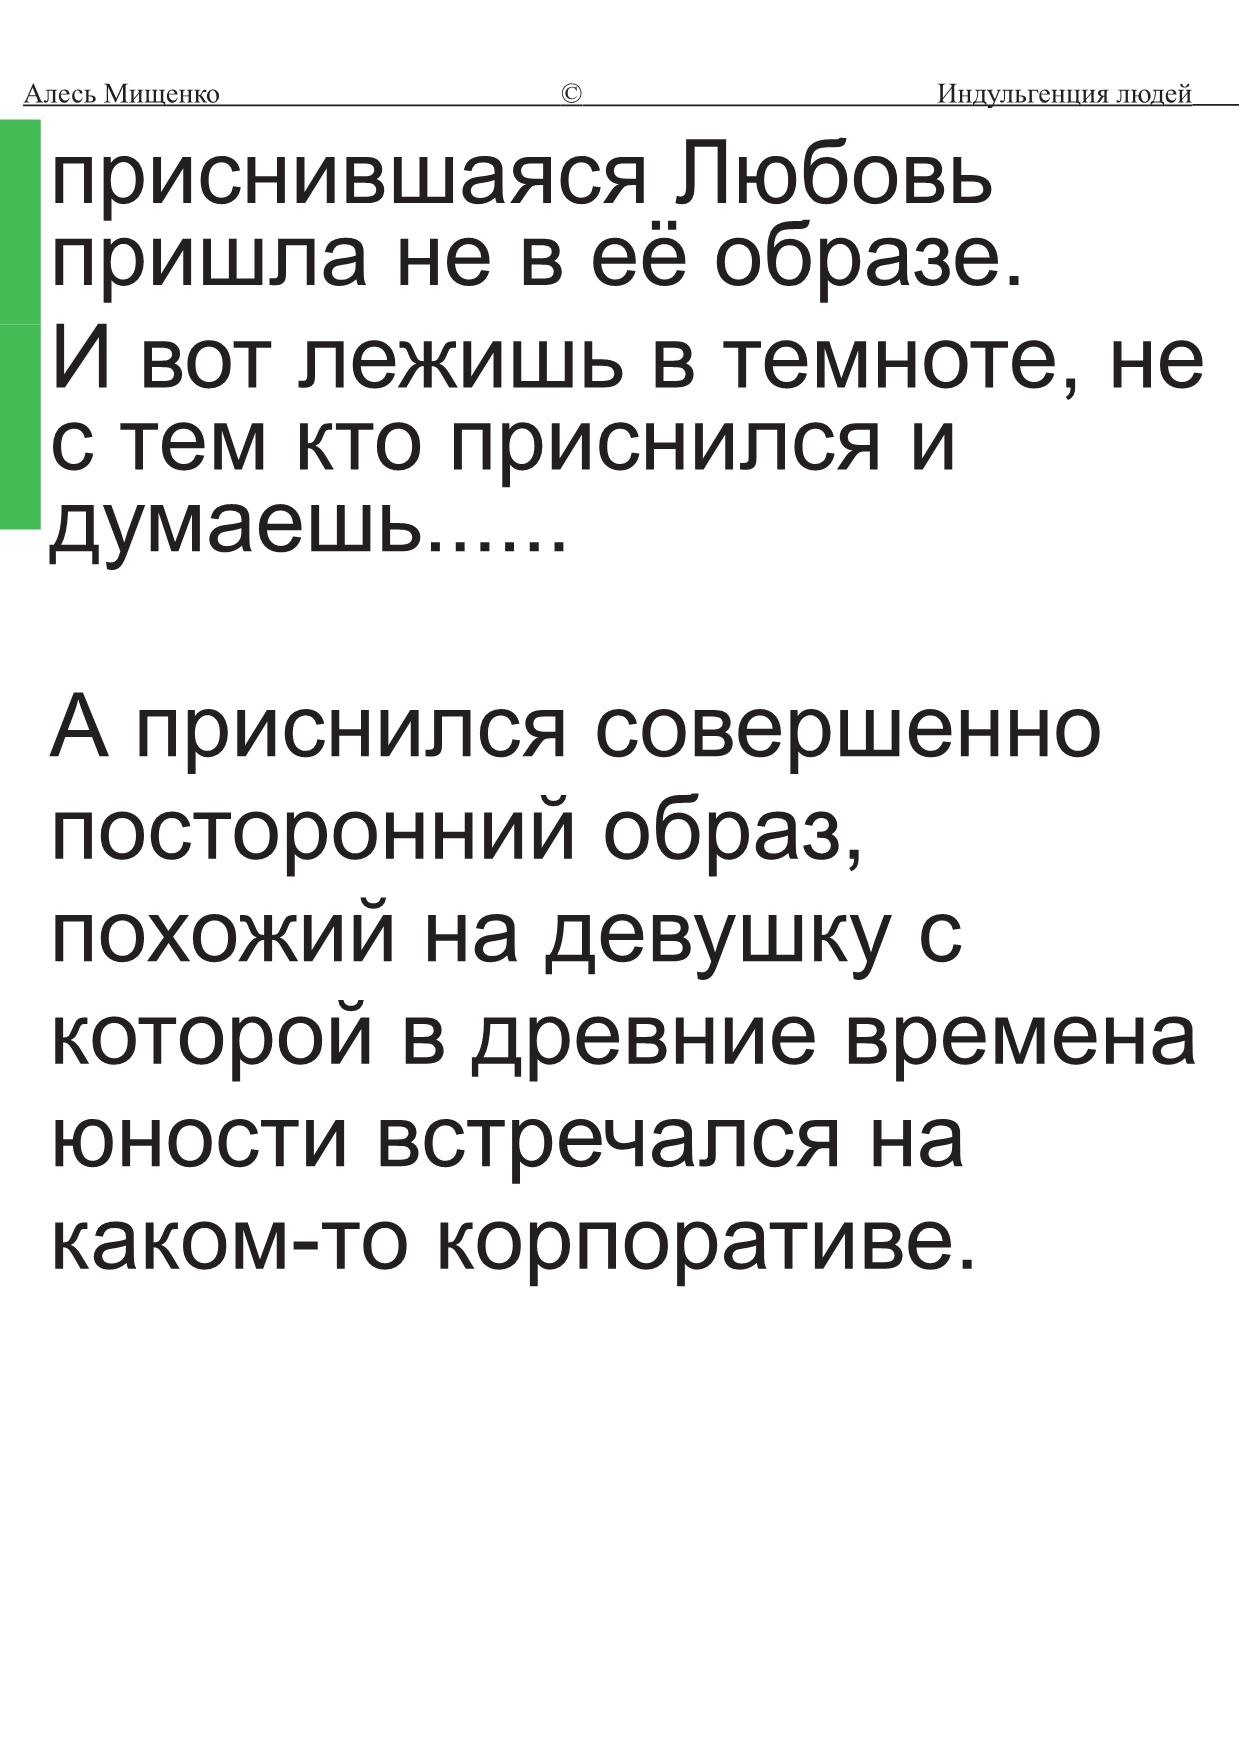 Алесь Мищенко © Индульгенция людей
приснившаяся Любовь
пришла не в её образе.
И вот лежишь в темноте, не
с тем кто приснился и
думаешь......
А приснился совершенно
посторонний образ,
похожий на девушку с
которой в древние времена
юности встречался на
каком-то корпоративе.